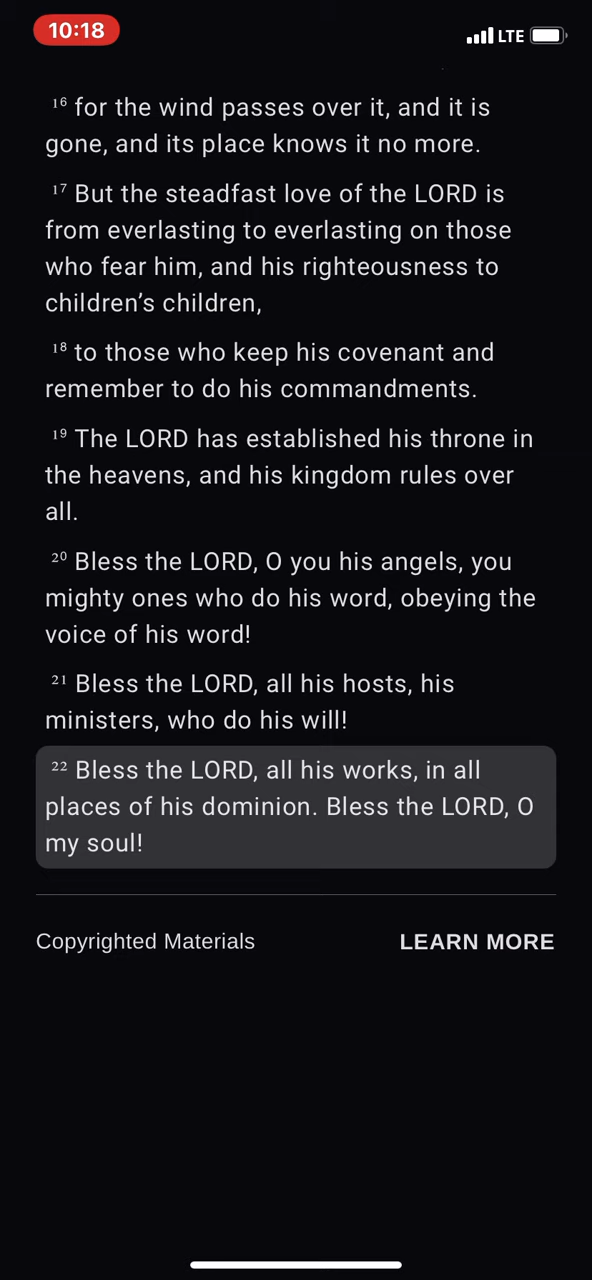 10:18
LTE
16 for the wind passes over it, and it is
gone, and its place knows it no more.
17 But the steadfast love of the LORD is
from everlasting to everlasting on those
who fear him, and his righteousness to
children’s children,
18 to those who keep his covenant and
remember to do his commandments.
19 The LORD has established his throne in
the heavens, and his kingdom rules over
all.
20 Bless the LORD, O you his angels, you
mighty ones who do his word, obeying the
voice of his word!
21 Bless the LORD, all his hosts, his
ministers, who do his will!
22 Bless the LORD, all his works, in all
places of his dominion. Bless the LORD, O
my soul!
Copyrighted Materials
LEARN MORE